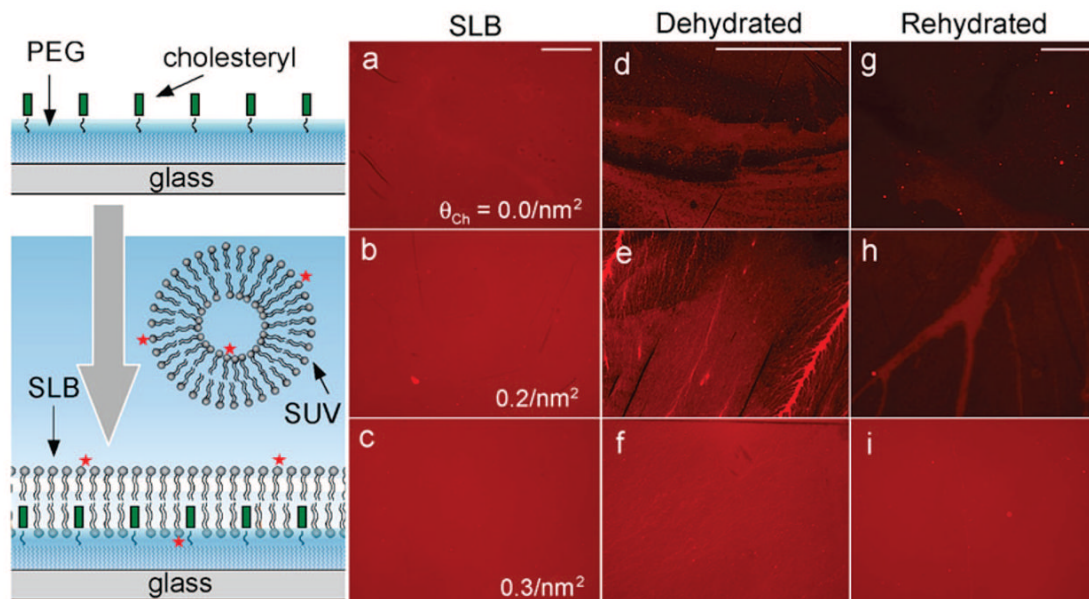 PEG
cholesteryl
glass
SUV
SLB
glass
SLB Dehydrated Rehydrated
a d g
θCh = 0.0/nm²
b e h
0.2/nm²
c f i
0.3/nm²